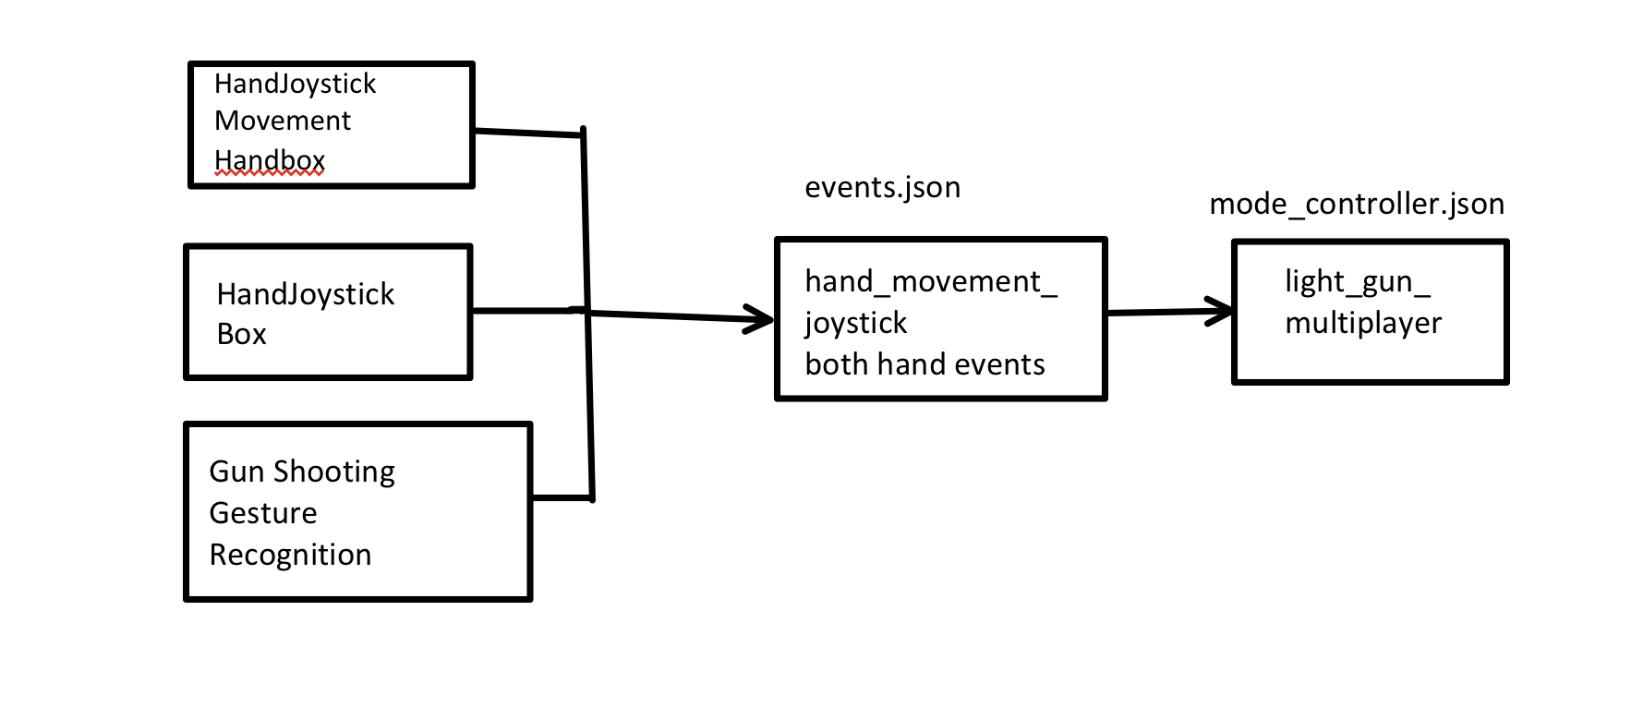 HandJoystick
Movement
Handbox
HandJoystick
Box
Gun Shooting
Gesture
Recognition
events.json
hand_movement_
joystick
both hand events
mode_controller.json
light_gun_
multiplayer